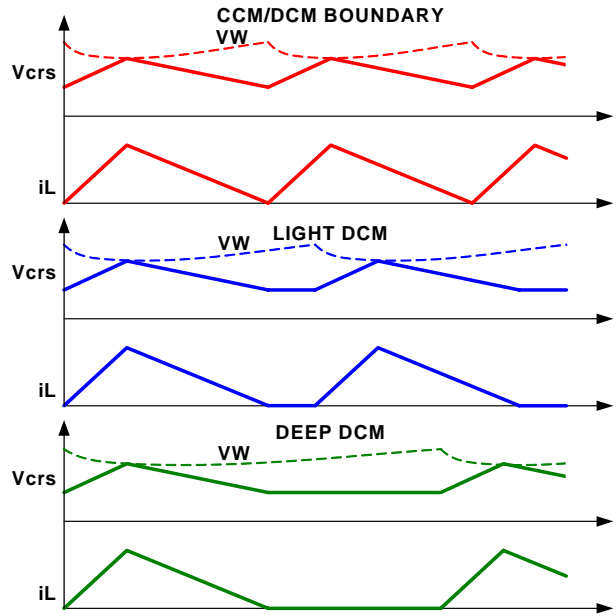 CCM/DCM BOUNDARY
VW
Vcrs
iL
LIGHT DCM
VW
Vcrs
iL
DEEP DCM
VW
Vcrs
iL